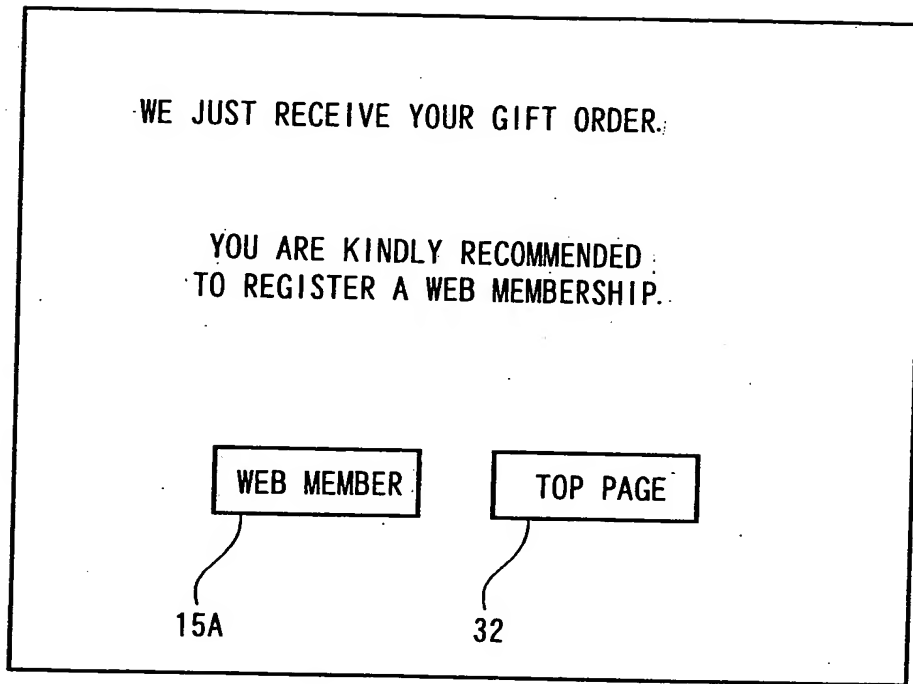 WE JUST RECEIVE YOUR GIFT ORDER.
YOU ARE KINDLY RECOMMENDED
TO REGISTER A WEB MEMBERSHIP.
WEB MEMBER TOP PAGE
15A 32